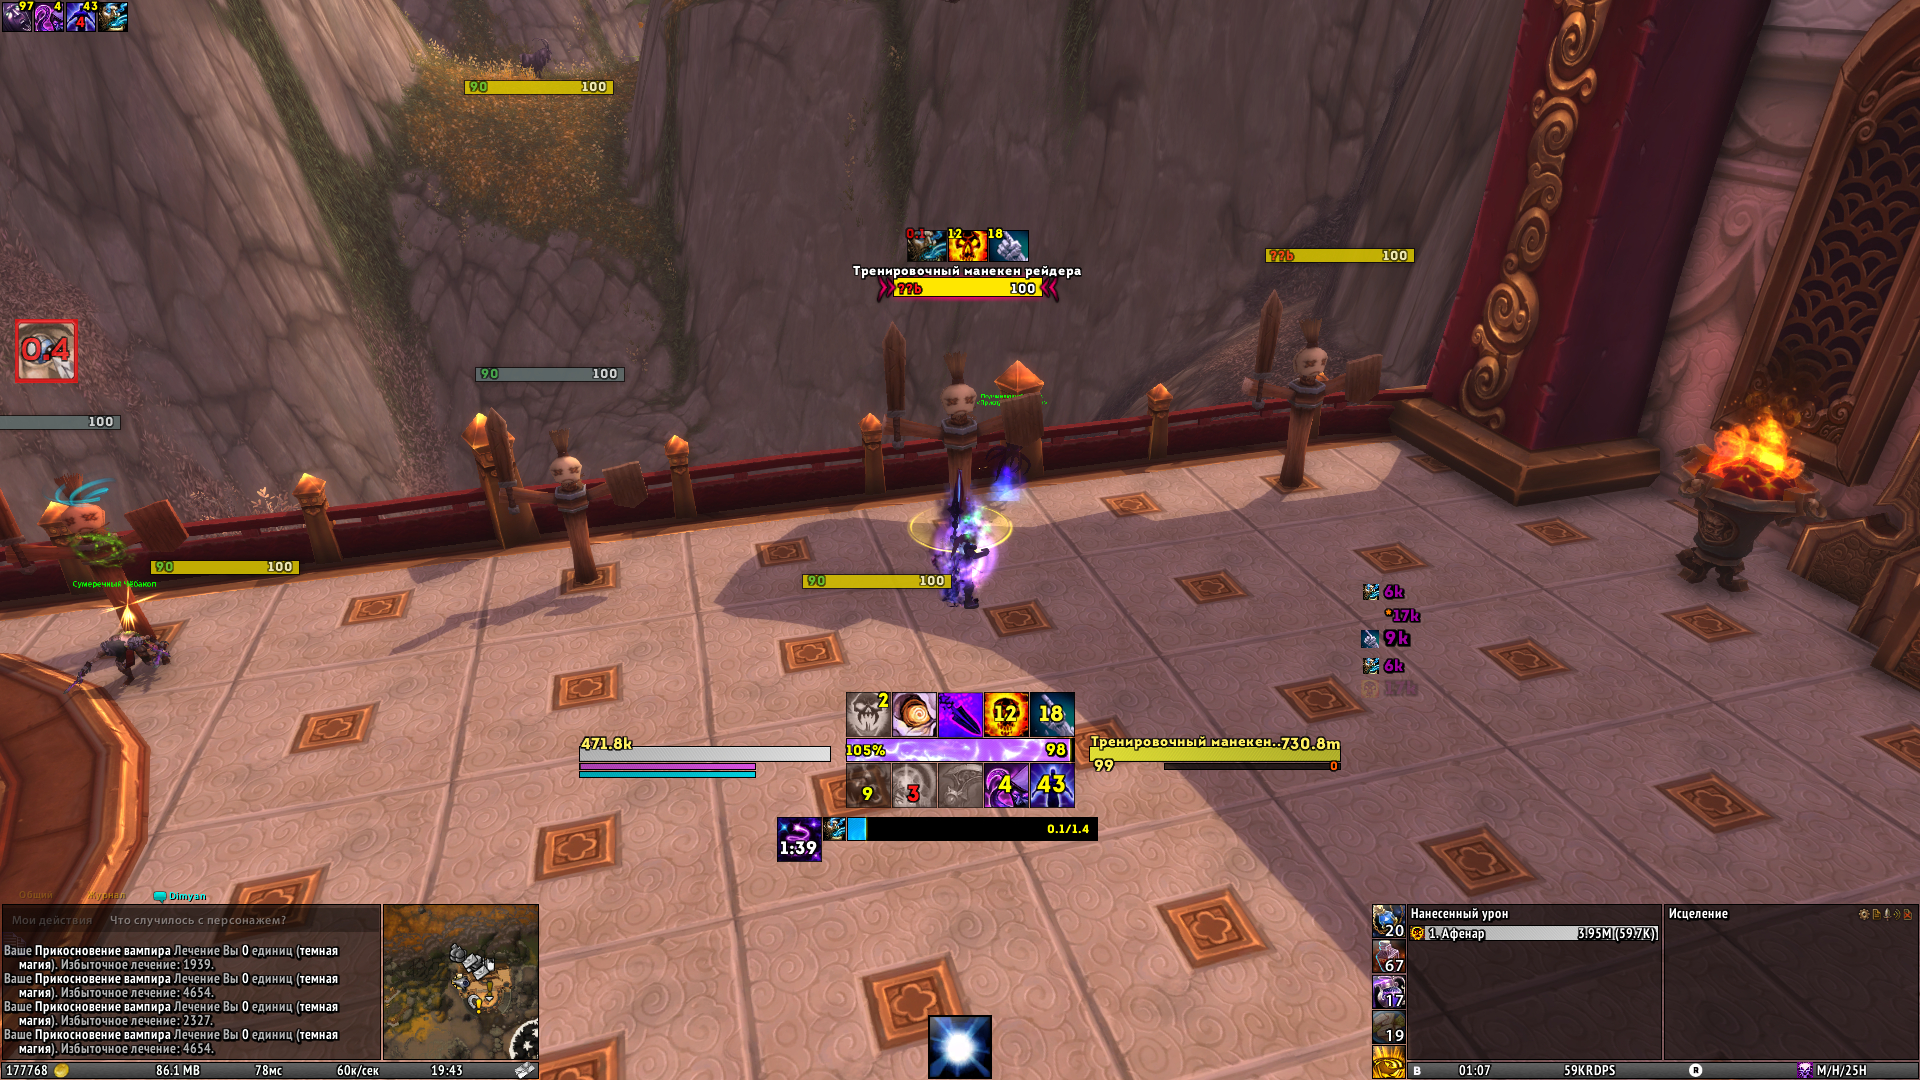 97 4 43
4
90 100
0.1 12 18
Тренировочный манекен рейдера
??b 100
??b 100
0.4
90 100
100
90 100
Сумеречный
90 100
6k
*17k
9k
6k
2 12 18
471.8k
105% 98
Тренировочный манекен..730.8m
99 0
9 3 4 43
1:39 0.1/1.4
Общий Журнал Dimyan
Мои действия Что случилось с персонажем?
Ваше Прикосновение вампира Лечение Вы 0 единиц (темная
магия). Избыточное лечение: 1939.
Ваше Прикосновение вампира Лечение Вы 0 единиц (темная
магия). Избыточное лечение: 4654.
Ваше Прикосновение вампира Лечение Вы 0 единиц (темная
магия). Избыточное лечение: 2327.
Ваше Прикосновение вампира Лечение Вы 0 единиц (темная
магия). Избыточное лечение: 4654.
177768 86.1 MB 78мс 60к/сек 19:43
20
67
17
19
Нанесенный урон
1. Афенар 3.95M (59.7K)
Исцеление
B 01:07 59KRDPS R M/H/25H